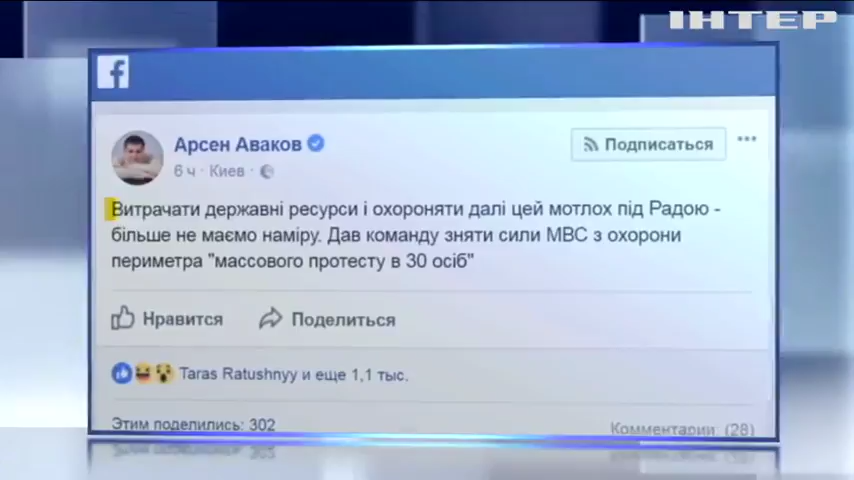 ІНТЕР
f
Арсен Аваков
Подписаться
6 ч · Киев ·
Витрачати державні ресурси і охороняти далі цей мотлох під Радою -
більше не маємо наміру. Дав команду зняти сили МВС з охорони
периметра "массового протесту в 30 осіб"
Нравится
Поделиться
Taras Ratushnyy и еще 1,1 тыс.
Этим поделились: 302
Комментарии (28)